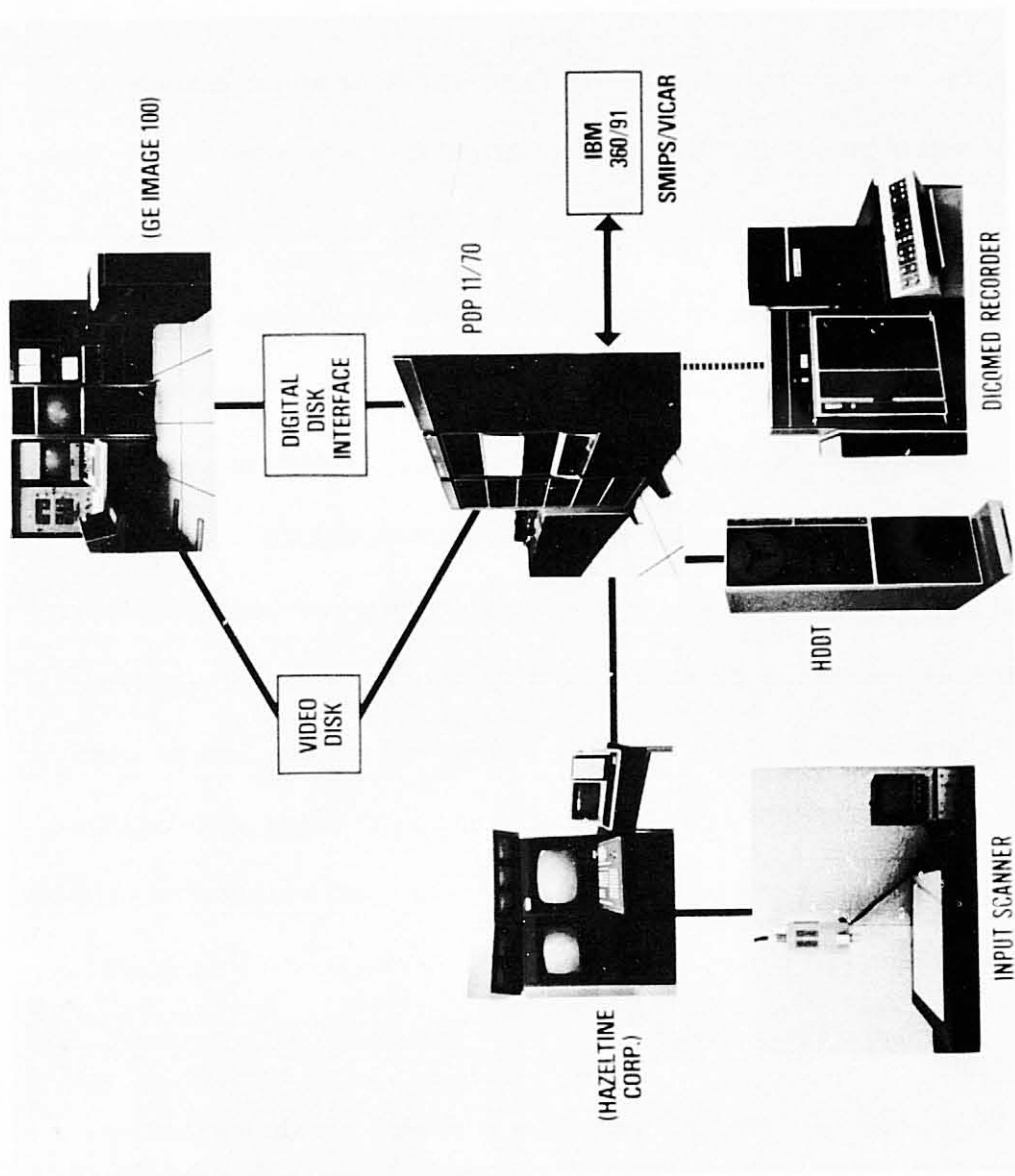 (GE IMAGE 100)
VIDEO
DISK
DIGITAL
DISK
INTERFACE
PDP 11/70
IBM
360/91
SMIPS/VICAR
(HAZELTINE
CORP.)
INPUT SCANNER
HDDT
DICOMED RECORDER